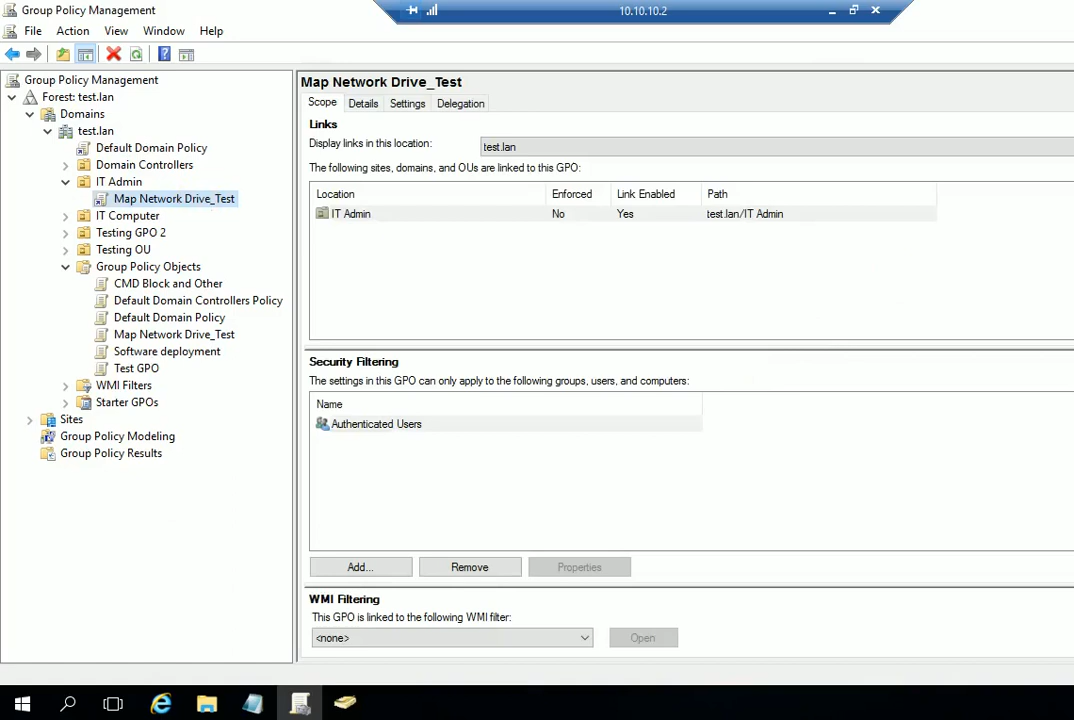 Group Policy Management
10.10.10.2
File Action View Window Help
Group Policy Management
Forest: test.lan
Domains
test.lan
Default Domain Policy
Domain Controllers
IT Admin
Map Network Drive_Test
IT Computer
Testing GPO 2
Testing OU
Group Policy Objects
CMD Block and Other
Default Domain Controllers Policy
Default Domain Policy
Map Network Drive_Test
Software deployment
Test GPO
WMI Filters
Starter GPOs
Sites
Group Policy Modeling
Group Policy Results
Map Network Drive_Test
Scope Details Settings Delegation
Links
Display links in this location: test.lan
The following sites, domains, and OUs are linked to this GPO:
Location Enforced Link Enabled Path
IT Admin No Yes test.lan/IT Admin
Security Filtering
The settings in this GPO can only apply to the following groups, users, and computers:
Name
Authenticated Users
Add... Remove Properties
WMI Filtering
This GPO is linked to the following WMI filter:
<none> Open